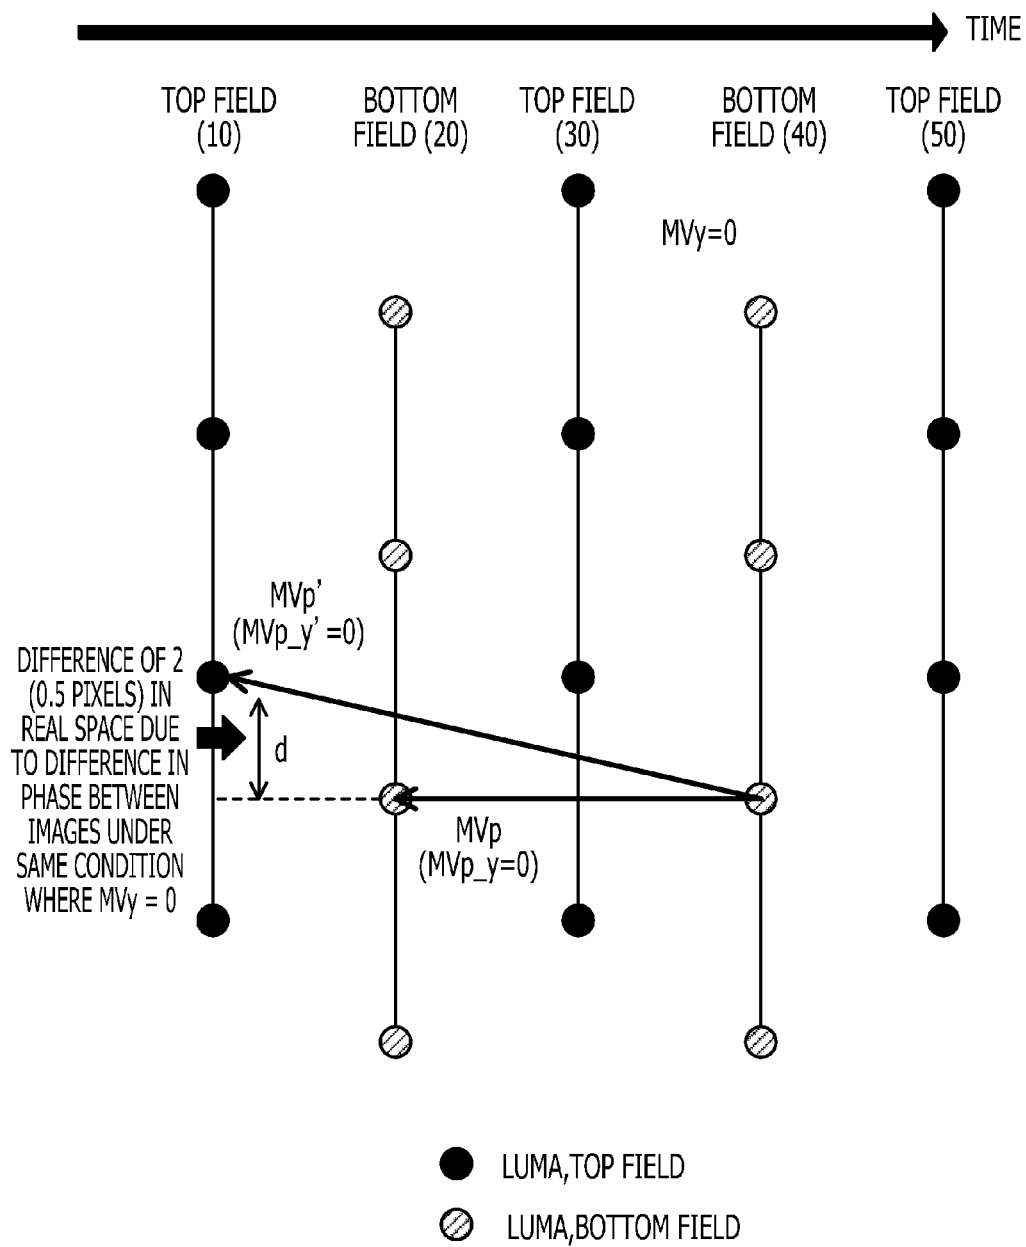 TIME
TOP FIELD
(10)
BOTTOM
FIELD (20)
TOP FIELD
(30)
BOTTOM
FIELD (40)
TOP FIELD
(50)
MVy=0
MVp'
(MVp_y'=0)
DIFFERENCE OF 2
(0.5 PIXELS) IN
REAL SPACE DUE
TO DIFFERENCE IN
PHASE BETWEEN
IMAGES UNDER
SAME CONDITION
WHERE MVy = 0
d
MVp
(MVp_y=0)
LUMA,TOP FIELD
LUMA,BOTTOM FIELD